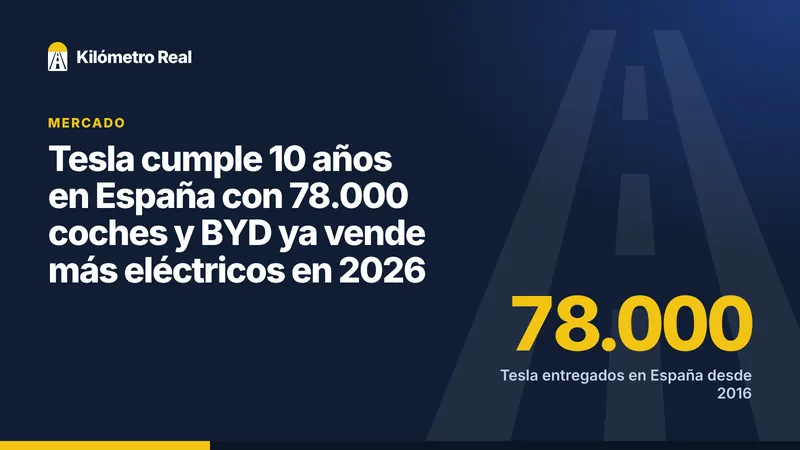 Kilómetro Real
MERCADO
Tesla cumple 10 años
en España con 78.000
coches y BYD ya vende
más eléctricos en 2026
78.000
Tesla entregados en España desde
2016